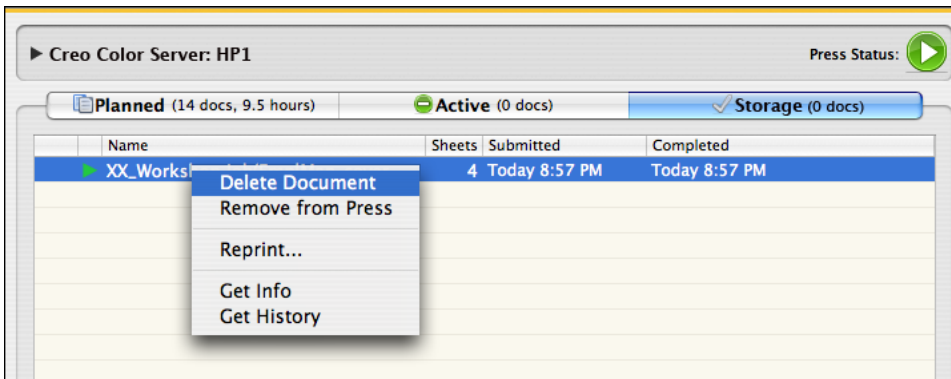 Creo Color Server: HP1
Press Status:
Planned (14 docs, 9.5 hours)
Active (0 docs)
Storage (0 docs)
Name
Sheets
Submitted
Completed
4 Today 8:57 PM
Today 8:57 PM
Delete Document
Remove from Press
Reprint...
Get Info
Get History